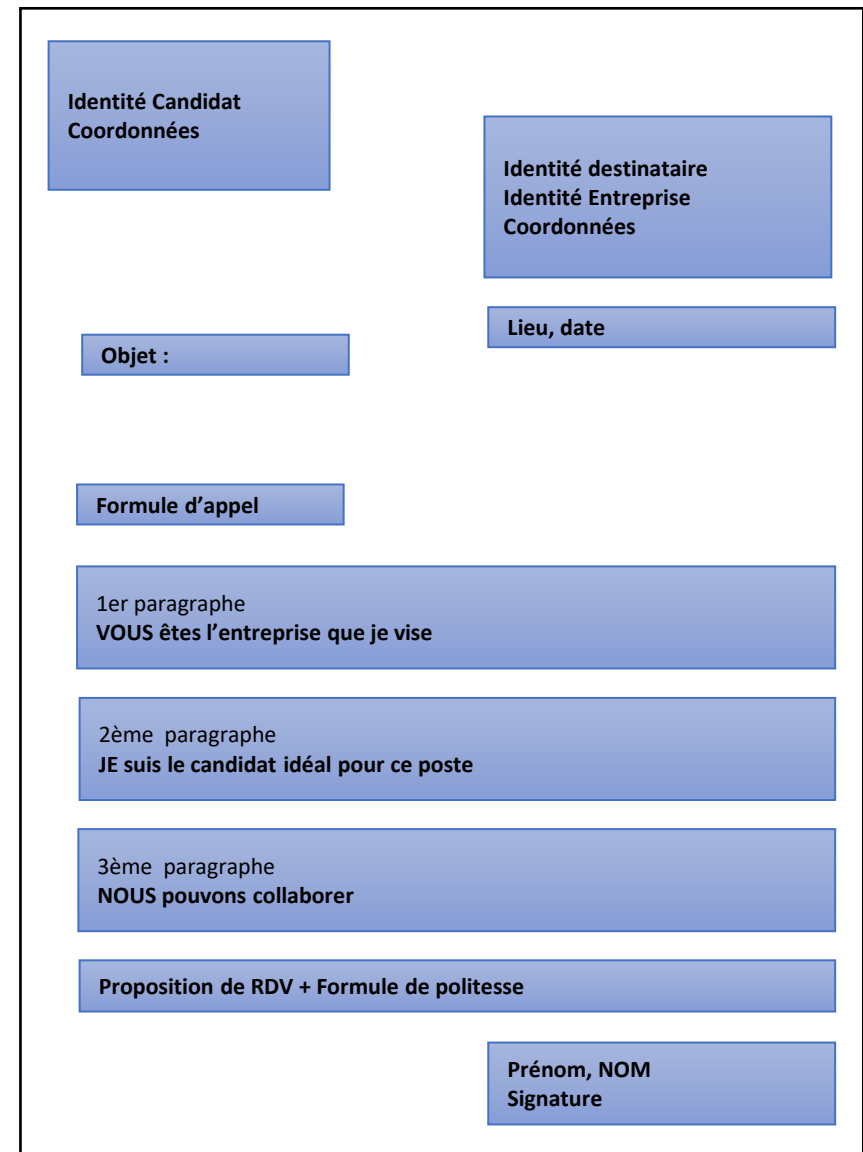 Identité Candidat
Coordonnées
Identité destinataire
Identité Entreprise
Coordonnées
Lieu, date
Objet :
Formule d’appel
1er paragraphe
VOUS êtes l’entreprise que je vise
2ème  paragraphe
JE suis le candidat idéal pour ce poste
3ème  paragraphe
NOUS pouvons collaborer
Proposition de RDV + Formule de politesse
Prénom, NOM
Signature